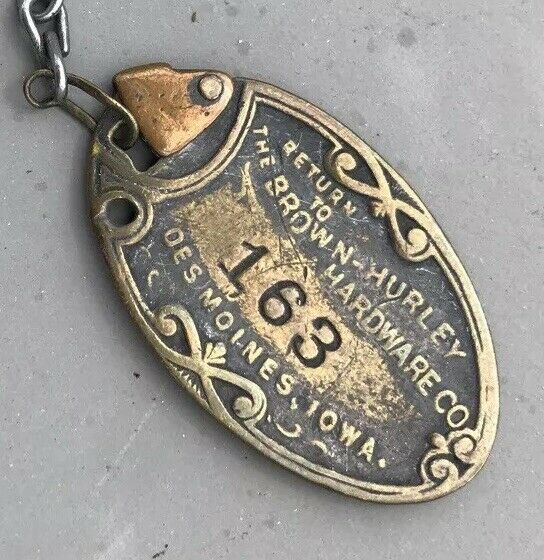 RETURN
TO
THE BROWN-HURLEY
HARDWARE CO
163
DES MOINES, IOWA.